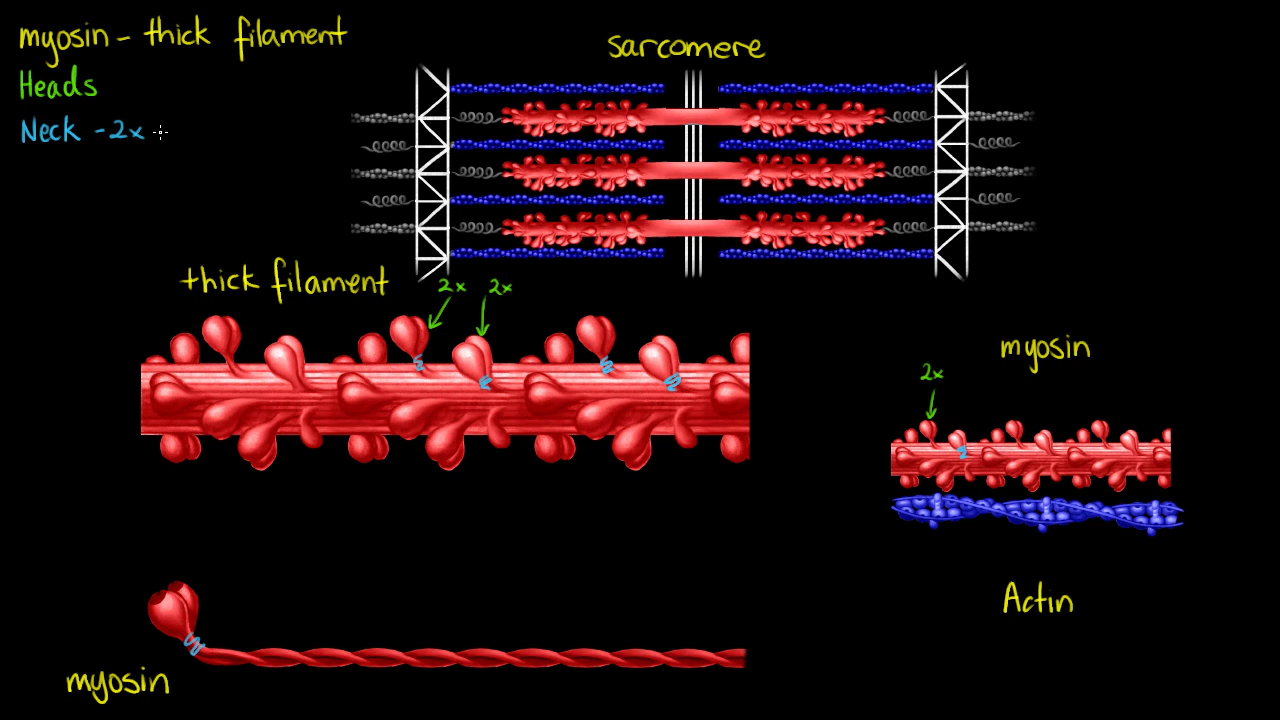 myosin - thick filament
Heads
Neck - 2x
sarcomere
thick filament
2x 2x
myosin
2x
Actin
myosin